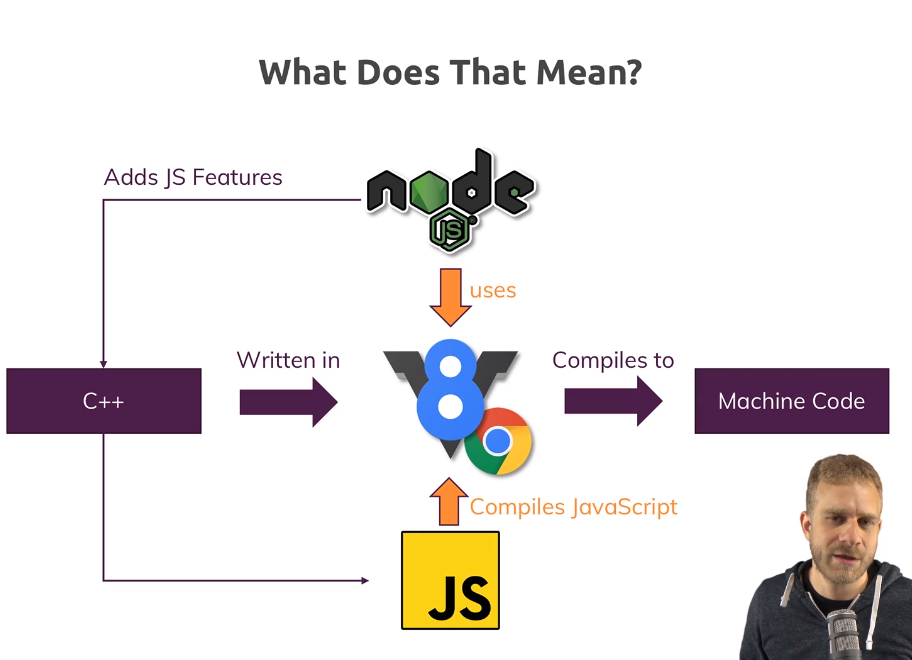 What Does That Mean?
Adds JS Features
node
JS
uses
Written in
Compiles to
C++
V8
Machine Code
Compiles JavaScript
JS